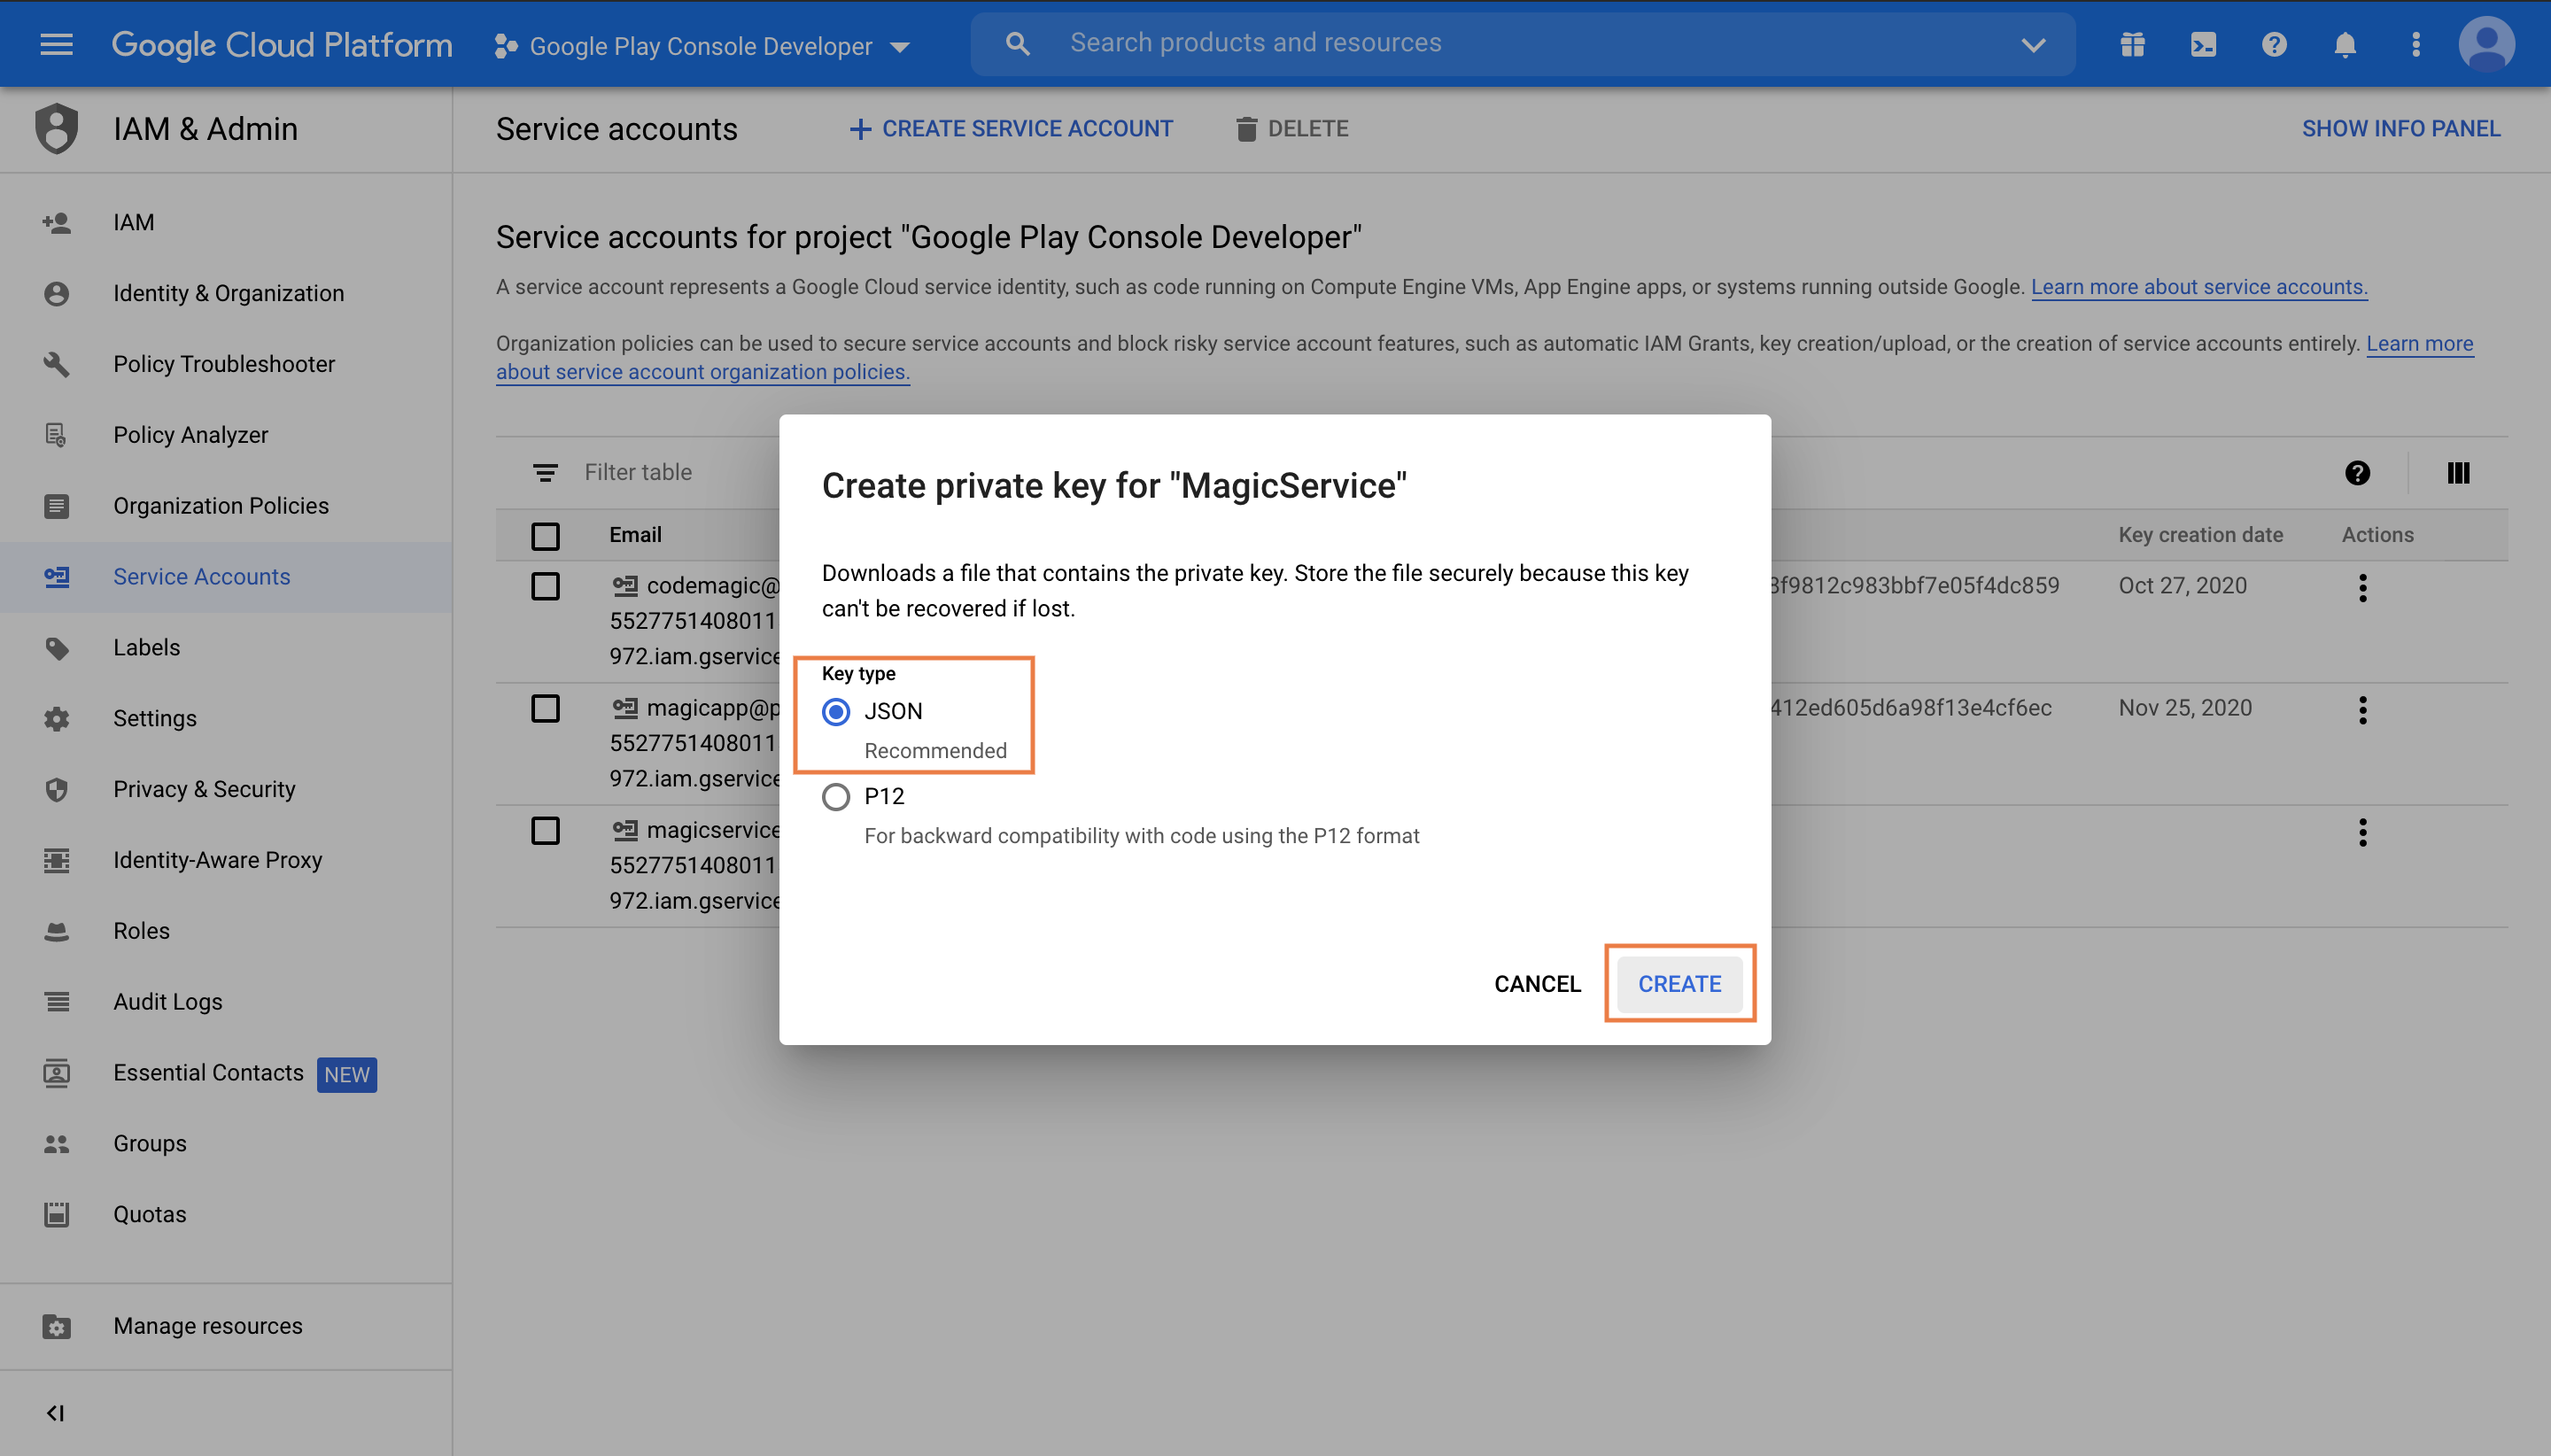 Google Cloud Platform
Google Play Console Developer
Search products and resources
IAM & Admin
Service accounts
CREATE SERVICE ACCOUNT
DELETE
SHOW INFO PANEL
IAM
Identity & Organization
Policy Troubleshooter
Policy Analyzer
Organization Policies
Service Accounts
Labels
Settings
Privacy & Security
Identity-Aware Proxy
Roles
Audit Logs
Essential Contacts NEW
Groups
Quotas
Manage resources
Service accounts for project "Google Play Console Developer"
A service account represents a Google Cloud service identity, such as code running on Compute Engine VMs, App Engine apps, or systems running outside Google. Learn more about service accounts.
Organization policies can be used to secure service accounts and block risky service account features, such as automatic IAM Grants, key creation/upload, or the creation of service accounts entirely. Learn more
about service account organization policies.
Filter table
Email
Key creation date
Actions
codemagic@
5527751408011
972.iam.gservice
8f9812c983bbf7e05f4dc859
Oct 27, 2020
magicapp@p
5527751408011
972.iam.gservice
412ed605d6a98f13e4cf6ec
Nov 25, 2020
magicservice
5527751408011
972.iam.gservice
Create private key for "MagicService"
Downloads a file that contains the private key. Store the file securely because this key
can't be recovered if lost.
Key type
JSON
Recommended
P12
For backward compatibility with code using the P12 format
CANCEL
CREATE